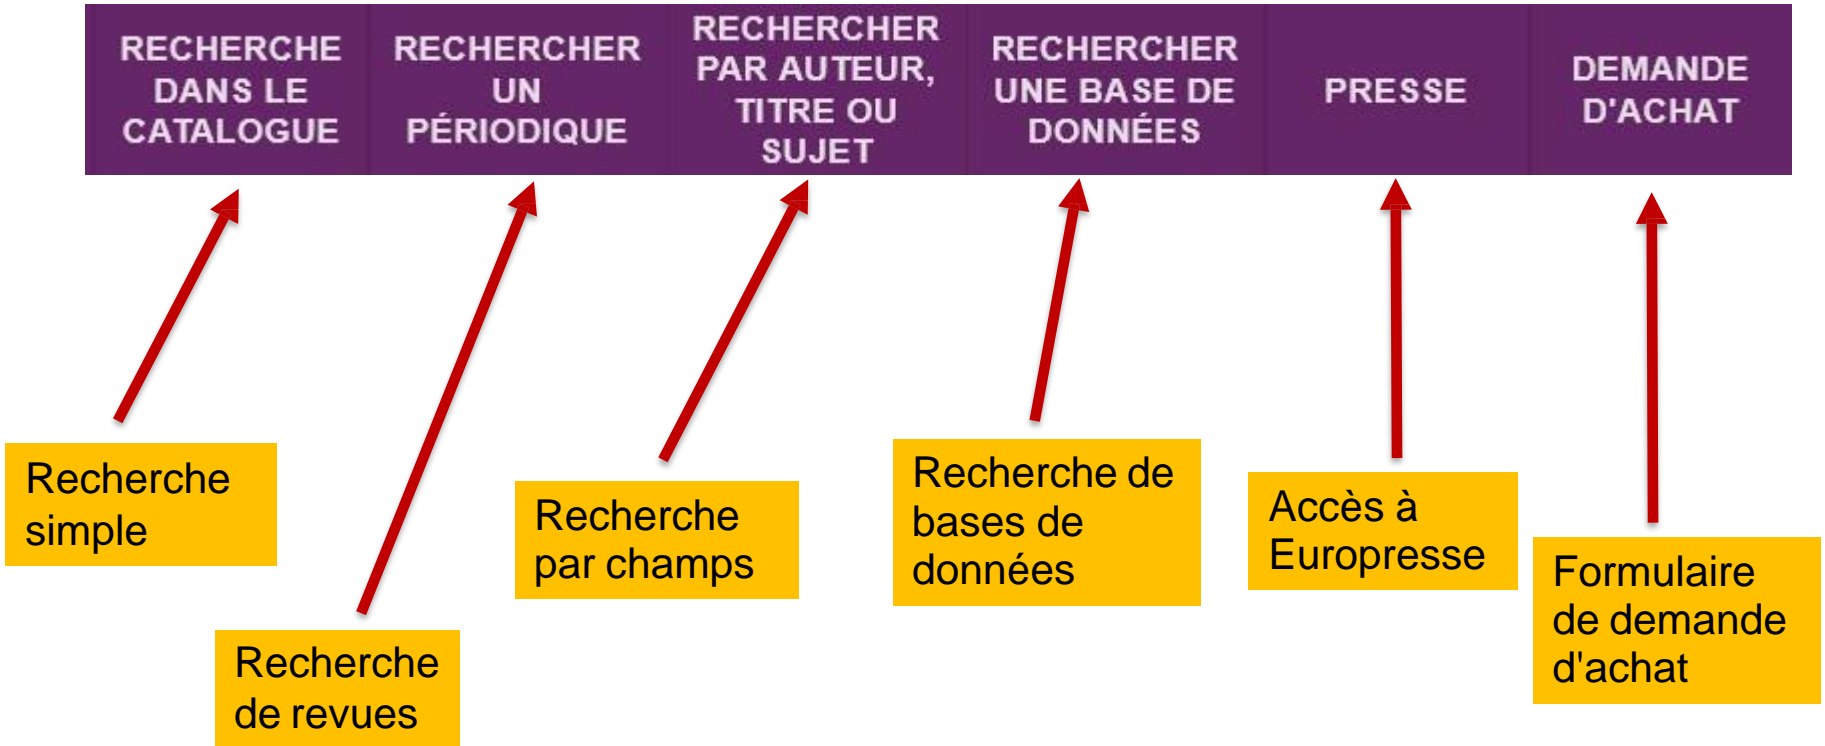 RECHERCHE
DANS LE
CATALOGUE
RECHERCHER
UN
PÉRIODIQUE
RECHERCHER
PAR AUTEUR,
TITRE OU
SUJET
RECHERCHER
UNE BASE DE
DONNÉES
PRESSE
DEMANDE
D'ACHAT
Recherche
simple
Recherche
de revues
Recherche
par champs
Recherche de
bases de
données
Accès à
Europresse
Formulaire
de demande
d'achat